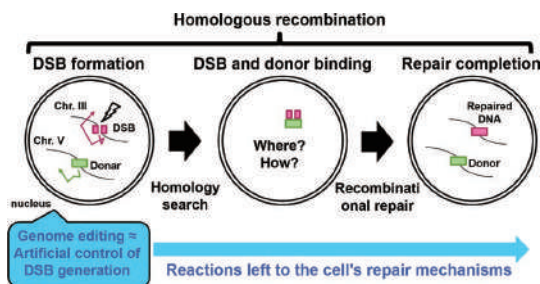 Homologous recombination
DSB formation
DSB and donor binding
Repair completion
Chr. III
DSB
Chr. V
Donar
nucleus
Homology
search
Where?
How?
Recombinati
onal repair
Repaired
DNA
Donor
Genome editing ≈
Artificial control of
DSB generation
Reactions left to the cell's repair mechanisms